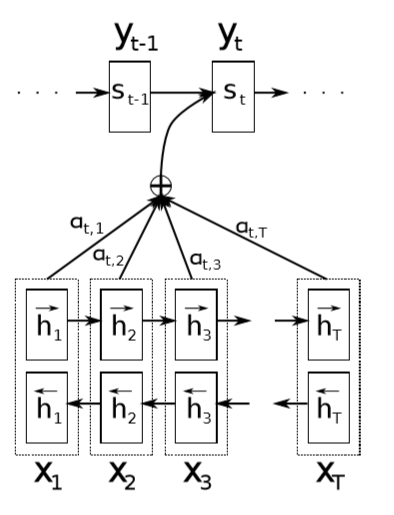 y_{t-1} y_t
. . . s_{t-1} s_t . . .
a_{t,1} a_{t,2} a_{t,3} a_{t,T}
\overrightarrow{h}_1 \overrightarrow{h}_2 \overrightarrow{h}_3 \overrightarrow{h}_T
\overleftarrow{h}_1 \overleftarrow{h}_2 \overleftarrow{h}_3 \overleftarrow{h}_T
x_1 x_2 x_3 x_T